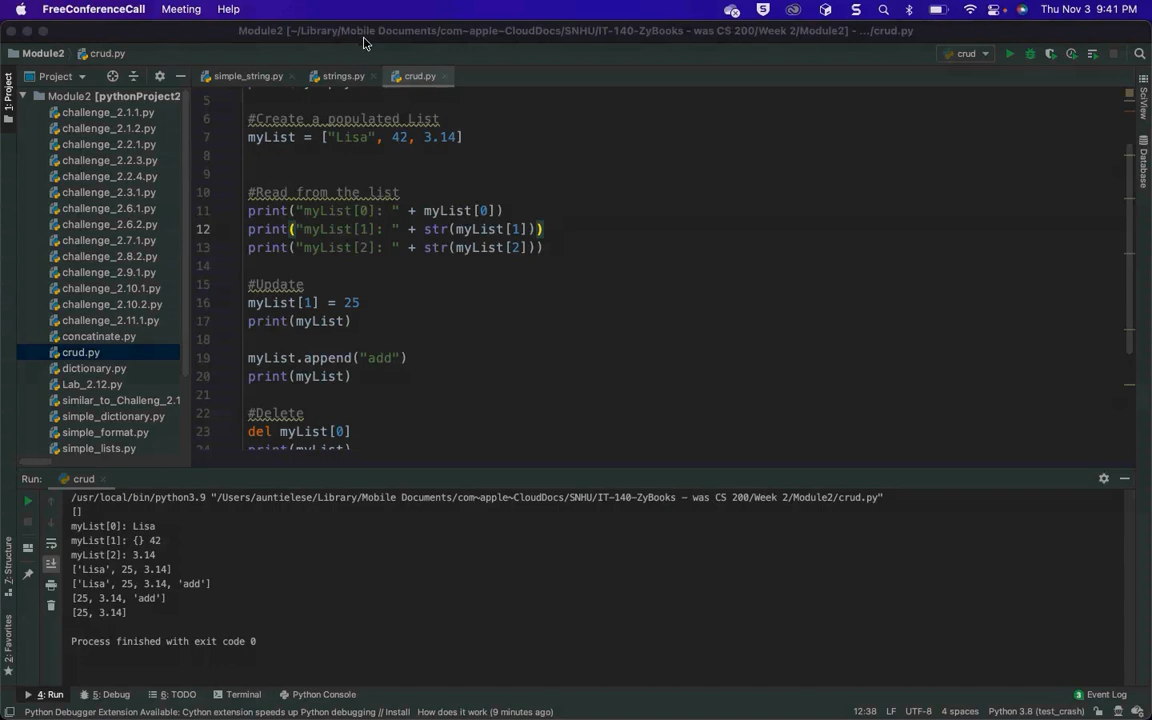 FreeConferenceCall Meeting Help Thu Nov 3 9:41 PM
Module2 [~/Library/Mobile Documents/com~apple~CloudDocs/SNHU/IT-140-ZyBooks - was CS 200/Week 2/Module2] - .../crud.py
Module2 crud.py crud
Project simple_string.py strings.py crud.py
1: Project
Module2 [pythonProject2
challenge_2.1.1.py
challenge_2.1.2.py
challenge_2.2.1.py
challenge_2.2.3.py
challenge_2.2.4.py
challenge_2.3.1.py
challenge_2.6.1.py
challenge_2.6.2.py
challenge_2.7.1.py
challenge_2.8.2.py
challenge_2.9.1.py
challenge_2.10.1.py
challenge_2.10.2.py
challenge_2.11.1.py
concatinate.py
crud.py
dictionary.py
Lab_2.12.py
similar_to_Challeng_2.1
simple_dictionary.py
simple_format.py
simple_lists.py
5
6 #Create a populated List
7 myList = ["Lisa", 42, 3.14]
8
9
10 #Read from the list
11 print("myList[0]: " + myList[0])
12 print("myList[1]: " + str(myList[1]))
13 print("myList[2]: " + str(myList[2]))
14
15 #Update
16 myList[1] = 25
17 print(myList)
18
19 myList.append("add")
20 print(myList)
21
22 #Delete
23 del myList[0]
24 print(myList)
SciView
Database
Run: crud
/usr/local/bin/python3.9 "/Users/auntielese/Library/Mobile Documents/com~apple~CloudDocs/SNHU/IT-140-ZyBooks - was CS 200/Week 2/Module2/crud.py"
[]
myList[0]: Lisa
myList[1]: {} 42
myList[2]: 3.14
['Lisa', 25, 3.14]
['Lisa', 25, 3.14, 'add']
[25, 3.14, 'add']
[25, 3.14]
Process finished with exit code 0
Z: Structure
2: Favorites
4: Run 5: Debug 6: TODO Terminal Python Console 3 Event Log
Python Debugger Extension Available: Cython extension speeds up Python debugging // Install How does it work (9 minutes ago) 12:38 LF UTF-8 4 spaces Python 3.8 (test_crash)